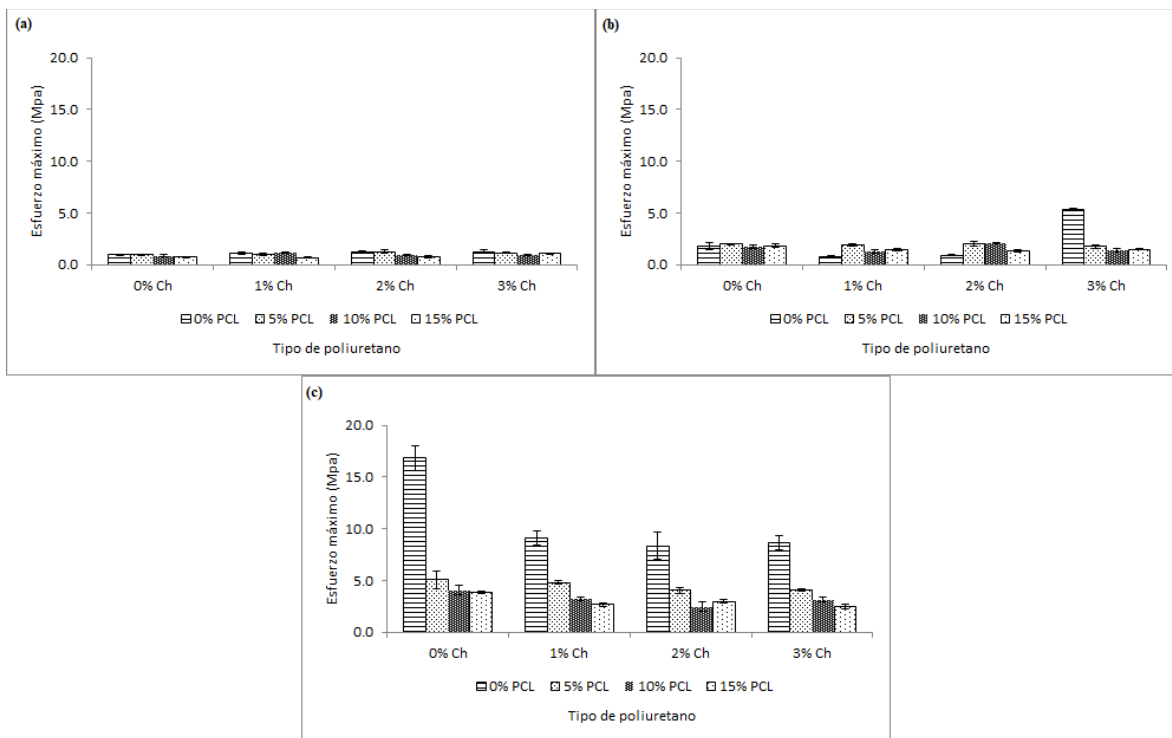 (a)
20.0
15.0
10.0
5.0
0.0
Esfuerzo máximo (Mpa)
0% Ch 1% Ch 2% Ch 3% Ch
0% PCL 5% PCL 10% PCL 15% PCL
Tipo de poliuretano
(b)
20.0
15.0
10.0
5.0
0.0
Esfuerzo máximo (Mpa)
0% Ch 1% Ch 2% Ch 3% Ch
0% PCL 5% PCL 10% PCL 15% PCL
Tipo de poliuretano
(c)
20.0
15.0
10.0
5.0
0.0
Esfuerzo máximo (Mpa)
0% Ch 1% Ch 2% Ch 3% Ch
0% PCL 5% PCL 10% PCL 15% PCL
Tipo de poliuretano